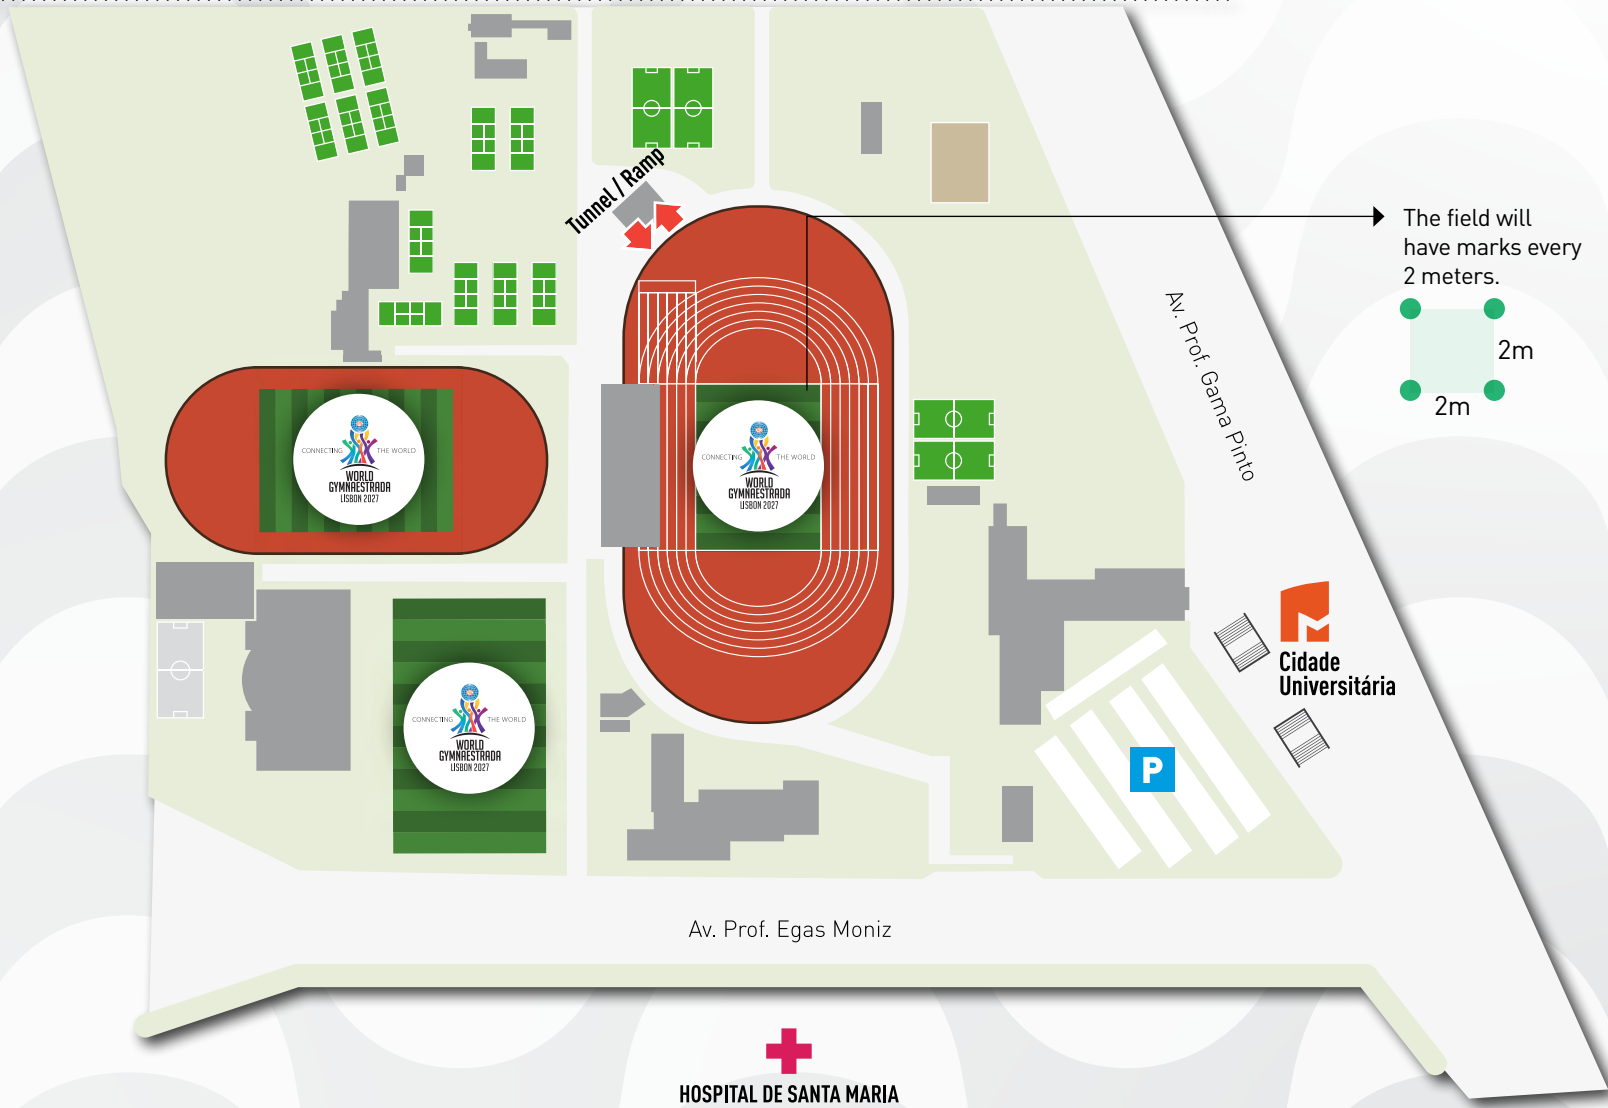 Tunnel / Ramp
The field will
have marks every
2 meters.
2m
2m
Av. Prof. Gama Pinto
CONNECTING THE WORLD
WORLD
GYMNAESTRADA
LISBON 2027
CONNECTING THE WORLD
WORLD
GYMNAESTRADA
LISBON 2027
Cidade
Universitária
CONNECTING THE WORLD
WORLD
GYMNAESTRADA
LISBON 2027
P
Av. Prof. Egas Moniz
HOSPITAL DE SANTA MARIA